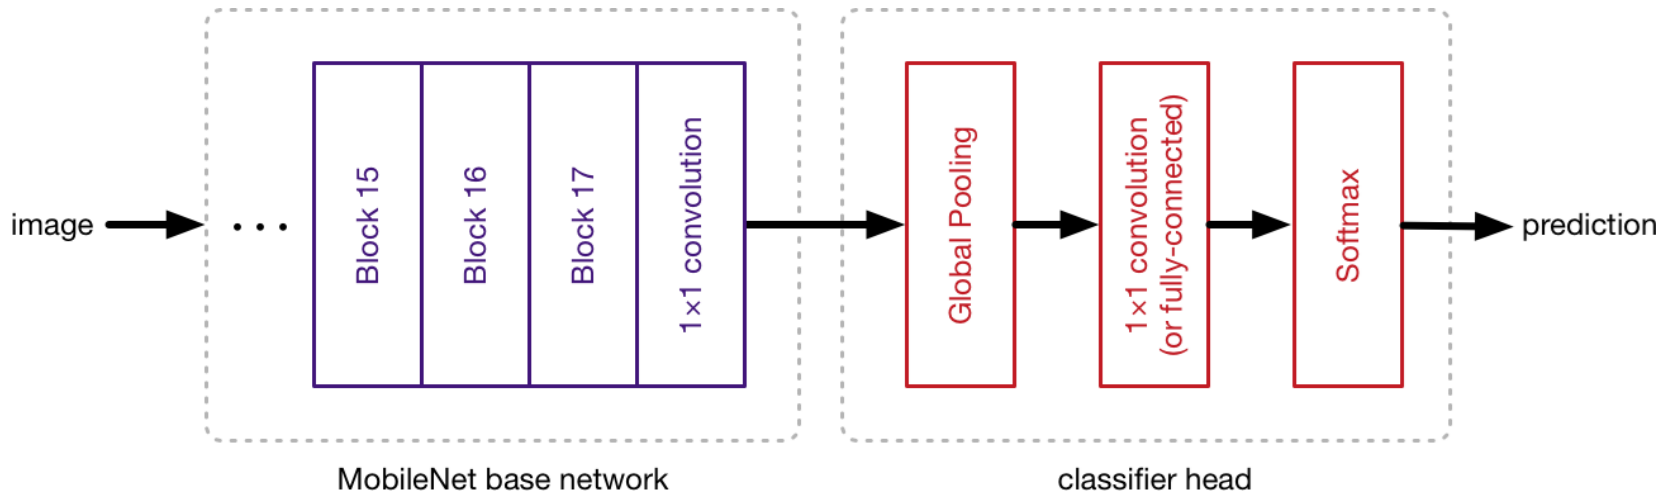 image
...
Block 15
Block 16
Block 17
1×1 convolution
Global Pooling
1×1 convolution
(or fully-connected)
Softmax
prediction
MobileNet base network
classifier head